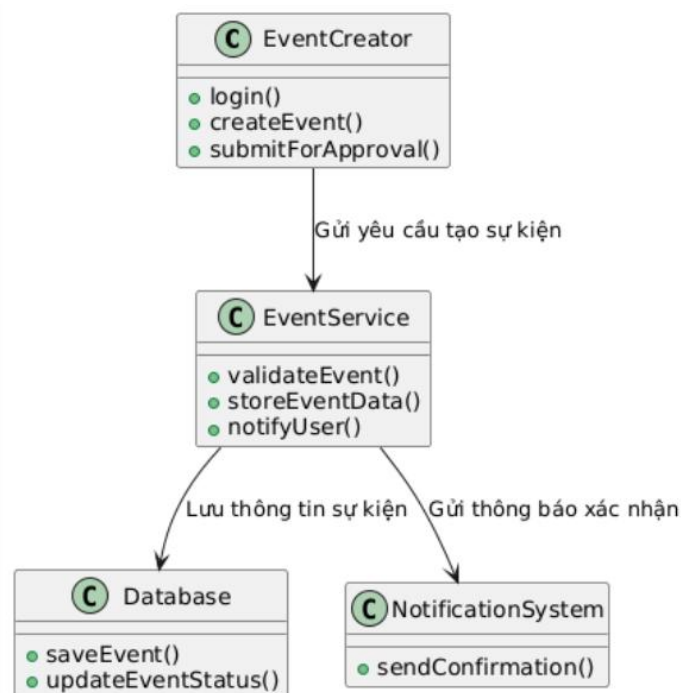 C EventCreator
login()
createEvent()
submitForApproval()
Gửi yêu cầu tạo sự kiện
C EventService
validateEvent()
storeEventData()
notifyUser()
Lưu thông tin sự kiện
Gửi thông báo xác nhận
C Database
saveEvent()
updateEventStatus()
C NotificationSystem
sendConfirmation()